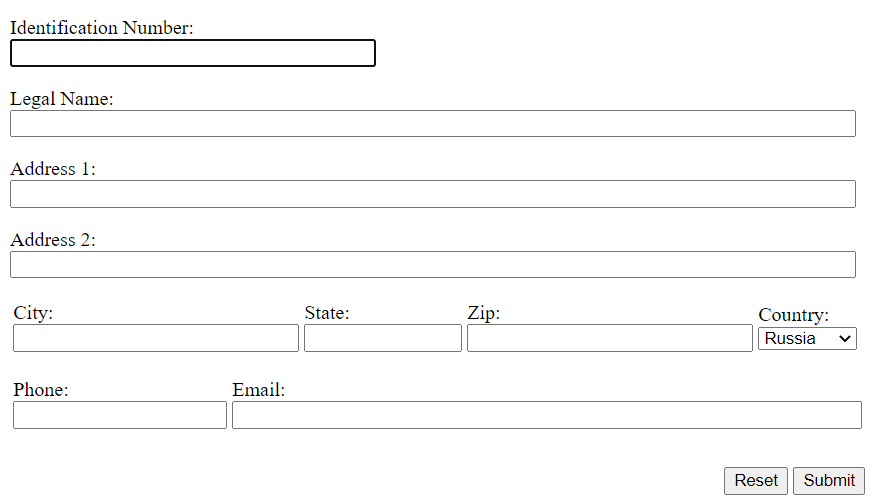 Identification Number:
Legal Name:
Address 1:
Address 2:
City: State: Zip: Country:
Russia
Phone: Email:
Reset Submit